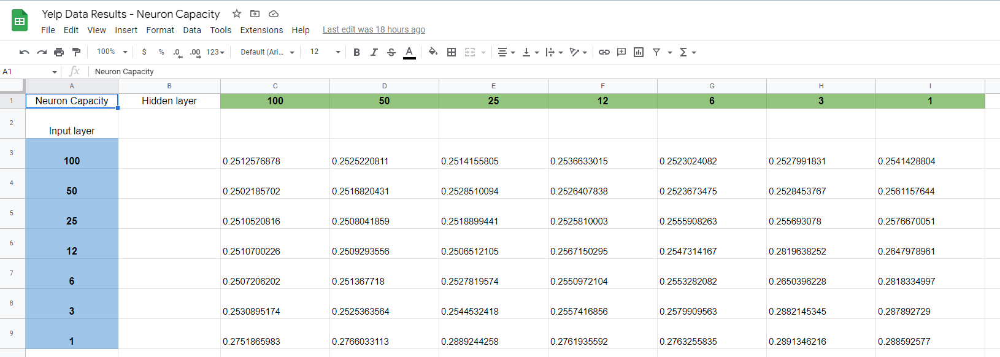 Yelp Data Results - Neuron Capacity
File Edit View Insert Format Data Tools Extensions Help Last edit was 18 hours ago
100% $ % .0 .00 123 Default (Ari... 12 B I S A
A1 fx Neuron Capacity
A B C D E F G H I
1 Neuron Capacity Hidden layer 100 50 25 12 6 3 1
2 Input layer
3 100 0.2512576878 0.2525220811 0.2514155805 0.2536633015 0.2523024082 0.2527991831 0.2541428804
4 50 0.2502185702 0.2516820431 0.2528510094 0.2526407838 0.2523673475 0.2528453767 0.2561157644
5 25 0.2510520816 0.2508041859 0.2518899441 0.2525810003 0.2555908263 0.255693078 0.2576670051
6 12 0.2510700226 0.2509293556 0.2506512105 0.2567150295 0.2547314167 0.2819638252 0.2647978961
7 6 0.2507206202 0.251367718 0.2527819574 0.2550972104 0.2553282082 0.2650396228 0.2818334997
8 3 0.2530895174 0.2525363564 0.2544532418 0.2557416856 0.2579909563 0.2882145345 0.287892729
9 1 0.2751865983 0.2766033113 0.2889244258 0.2761935592 0.2763255835 0.2891346216 0.288592577